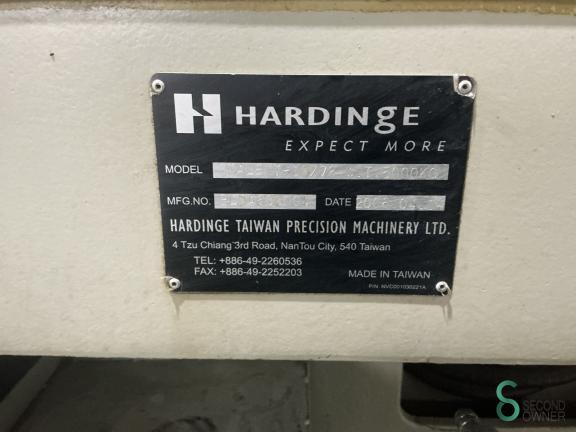 HARDINGE
EXPECT MORE
MODEL
MFG.NO. DATE
HARDINGE TAIWAN PRECISION MACHINERY LTD.
4 Tzu Chiang 3rd Road, NanTou City, 540 Taiwan
TEL: +886-49-2260536
FAX: +886-49-2252203
MADE IN TAIWAN
P/N NVC001030221A
SECOND
OWNER